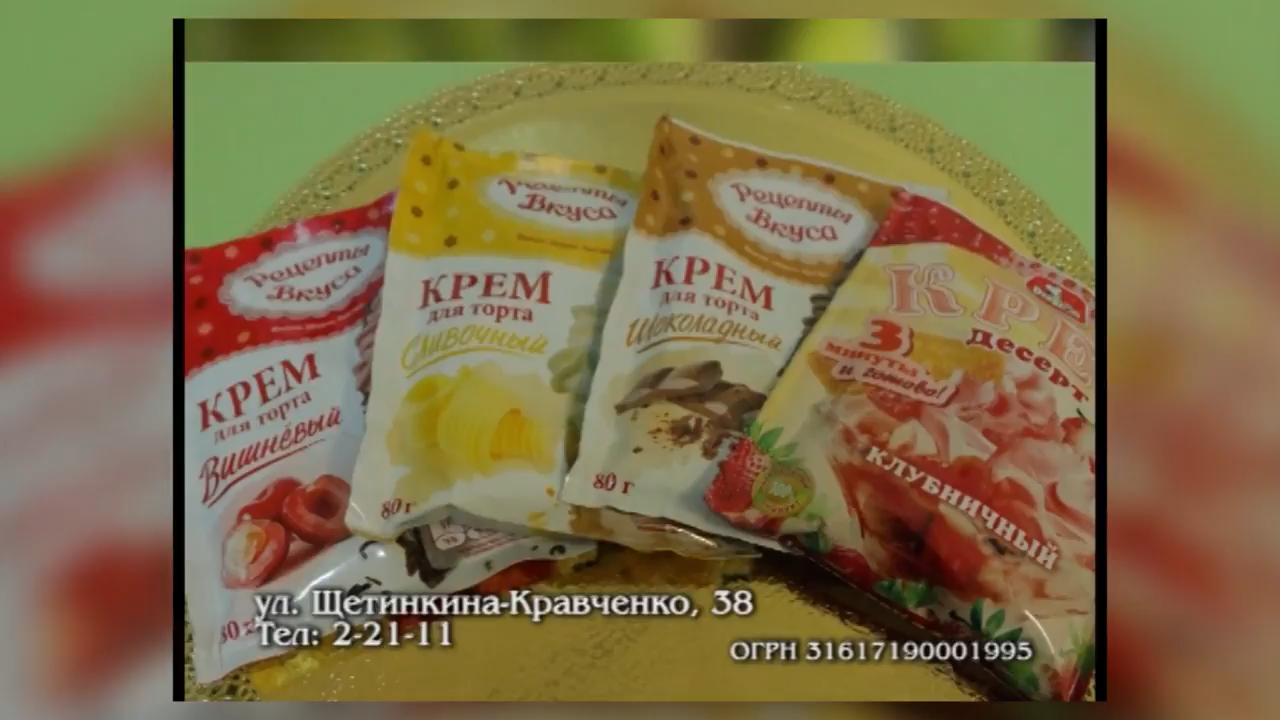 Рецепты
Вкуса
КРЕМ
для торта
Вишнёвый
Рецепты
Вкуса
КРЕМ
для торта
Сливочный
80 г
Рецепты
Вкуса
КРЕМ
для торта
Шоколадный
80 г
КРЕ
десерт
3
минуты
и готово!
КЛУБНИЧНЫЙ
ул. Щетинкина-Кравченко, 38
Тел: 2-21-11
ОГРН 31617190001995